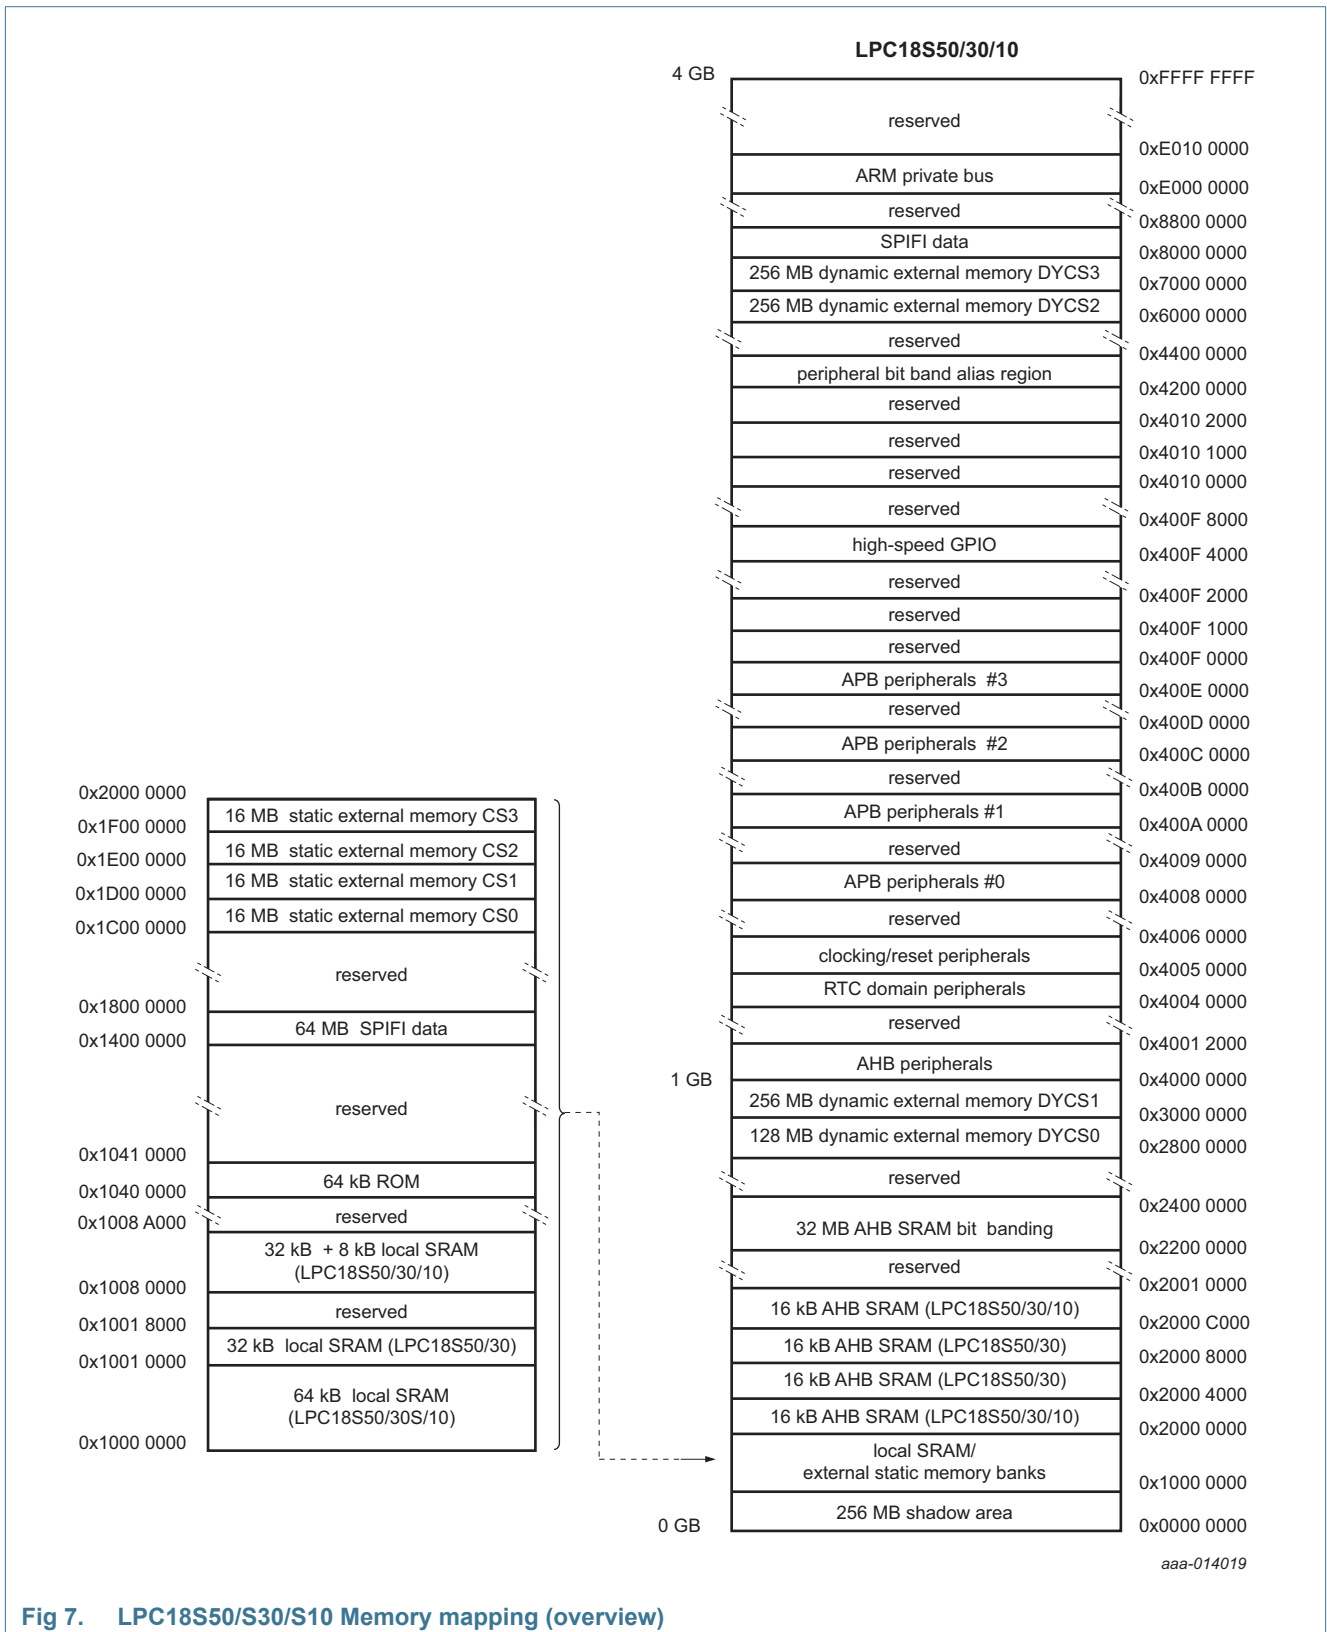 LPC18S50/30/10
4 GB
0xFFFF FFFF
reserved
0xE010 0000
ARM private bus
0xE000 0000
reserved
0x8800 0000
SPIFI data
0x8000 0000
256 MB dynamic external memory DYCS3
0x7000 0000
256 MB dynamic external memory DYCS2
0x6000 0000
reserved
0x4400 0000
peripheral bit band alias region
0x4200 0000
reserved
0x4010 2000
reserved
0x4010 1000
reserved
0x4010 0000
reserved
0x400F 8000
high-speed GPIO
0x400F 4000
reserved
0x400F 2000
reserved
0x400F 1000
reserved
0x400F 0000
APB peripherals #3
0x400E 0000
reserved
0x400D 0000
APB peripherals #2
0x400C 0000
reserved
0x400B 0000
APB peripherals #1
0x400A 0000
reserved
0x4009 0000
APB peripherals #0
0x4008 0000
reserved
0x4006 0000
clocking/reset peripherals
0x4005 0000
RTC domain peripherals
0x4004 0000
reserved
0x4001 2000
AHB peripherals
1 GB
0x4000 0000
256 MB dynamic external memory DYCS1
0x3000 0000
128 MB dynamic external memory DYCS0
0x2800 0000
reserved
0x2400 0000
32 MB AHB SRAM bit banding
0x2200 0000
reserved
0x2001 0000
16 kB AHB SRAM (LPC18S50/30/10)
0x2000 C000
16 kB AHB SRAM (LPC18S50/30)
0x2000 8000
16 kB AHB SRAM (LPC18S50/30)
0x2000 4000
16 kB AHB SRAM (LPC18S50/30/10)
0x2000 0000
local SRAM/
external static memory banks
0x1000 0000
256 MB shadow area
0 GB
0x0000 0000
0x2000 0000
16 MB static external memory CS3
0x1F00 0000
16 MB static external memory CS2
0x1E00 0000
16 MB static external memory CS1
0x1D00 0000
16 MB static external memory CS0
0x1C00 0000
reserved
0x1800 0000
64 MB SPIFI data
0x1400 0000
reserved
0x1041 0000
64 kB ROM
0x1040 0000
reserved
0x1008 A000
32 kB + 8 kB local SRAM
(LPC18S50/30/10)
0x1008 0000
reserved
0x1001 8000
32 kB local SRAM (LPC18S50/30)
0x1001 0000
64 kB local SRAM
(LPC18S50/30S/10)
0x1000 0000
aaa-014019
Fig 7. LPC18S50/S30/S10 Memory mapping (overview)